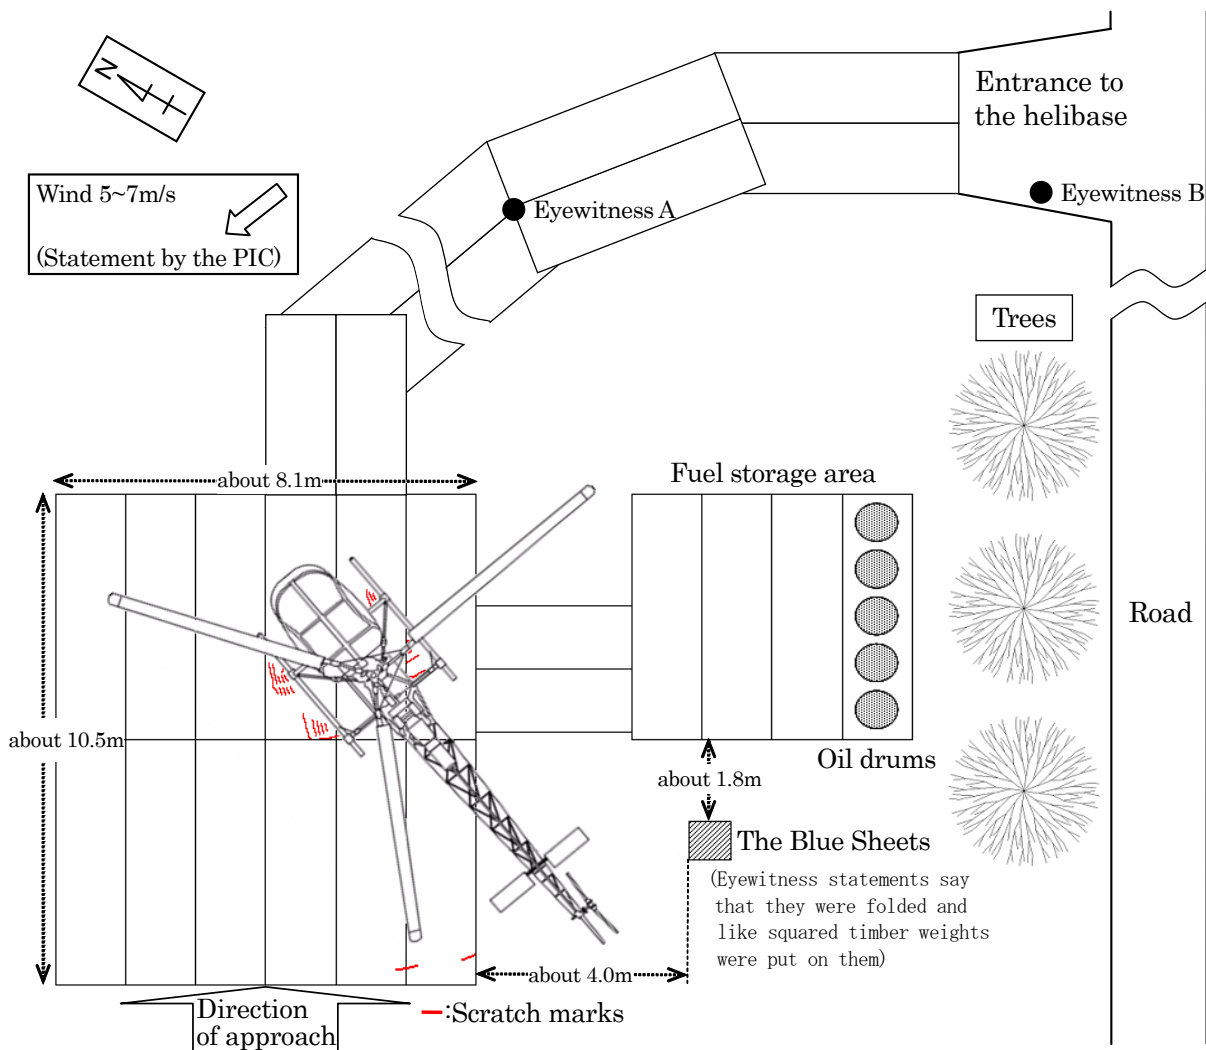 N
Wind 5~7m/s
(Statement by the PIC)
Entrance to
the helibase
Eyewitness A
Eyewitness B
Trees
about 8.1m
Fuel storage area
Road
about 10.5m
Oil drums
about 1.8m
The Blue Sheets
(Eyewitness statements say
that they were folded and
like squared timber weights
were put on them)
about 4.0m
Direction
of approach
:Scratch marks